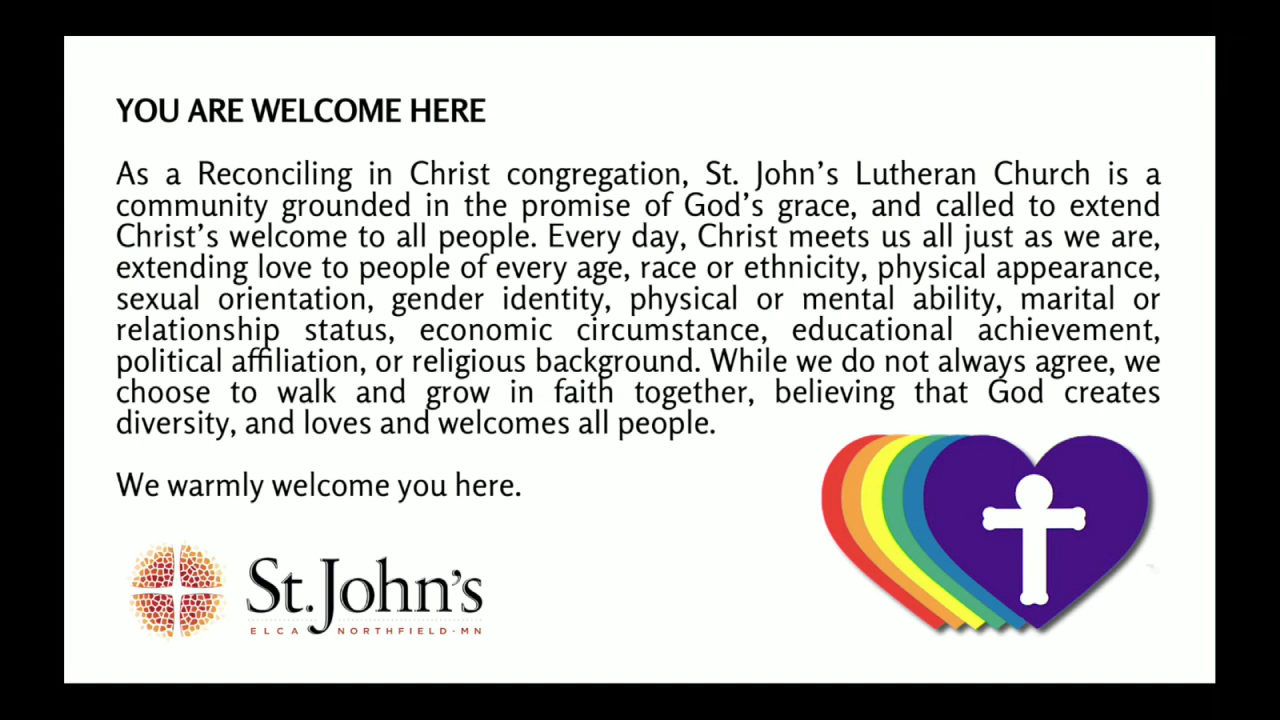 YOU ARE WELCOME HERE
As a Reconciling in Christ congregation, St. John’s Lutheran Church is a
community grounded in the promise of God’s grace, and called to extend
Christ’s welcome to all people. Every day, Christ meets us all just as we are,
extending love to people of every age, race or ethnicity, physical appearance,
sexual orientation, gender identity, physical or mental ability, marital or
relationship status, economic circumstance, educational achievement,
political affiliation, or religious background. While we do not always agree, we
choose to walk and grow in faith together, believing that God creates
diversity, and loves and welcomes all people.
We warmly welcome you here.
St. John’s
ELCA NORTHFIELD·MN